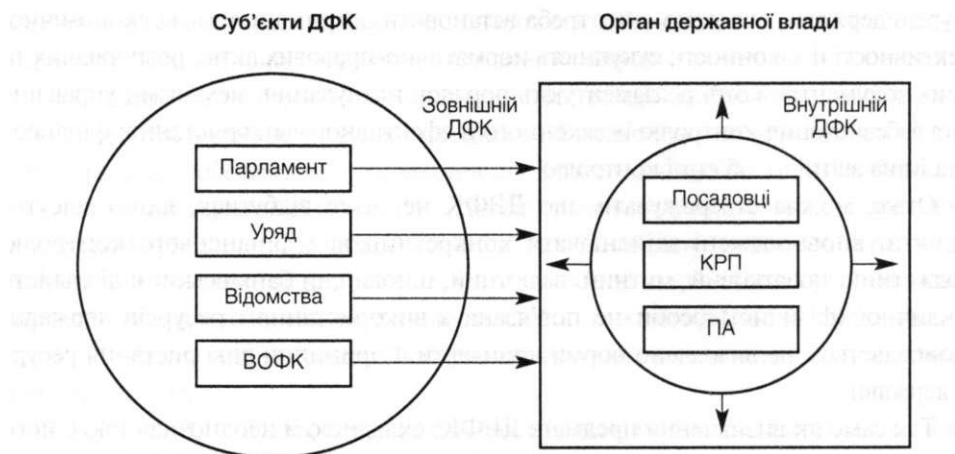 Суб’єкти ДФК
Орган державної влади
Зовнішній
ДФК
Парламент
Уряд
Відомства
ВОФК
Внутрішній
ДФК
Посадовці
КРП
ПА